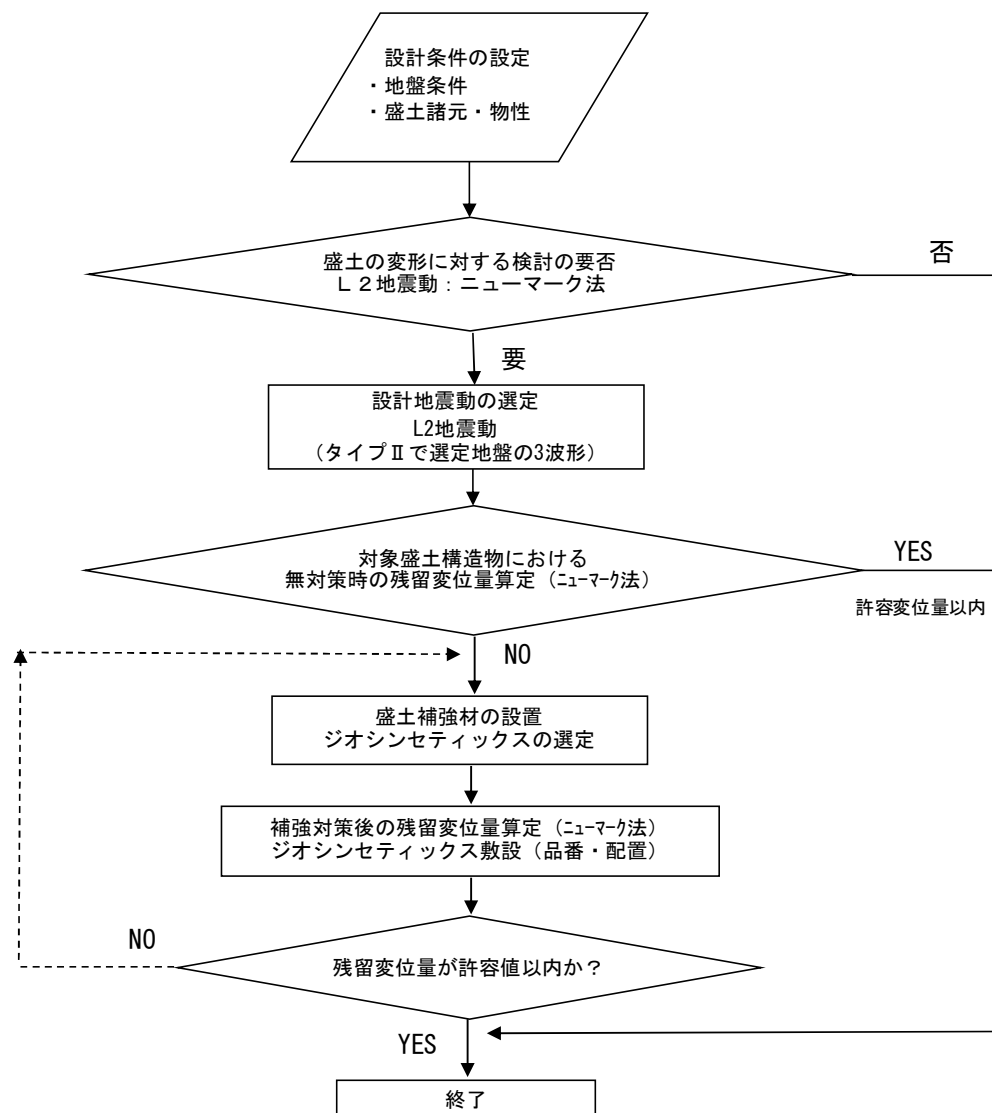 設計条件の設定
・地盤条件
・盛土諸元・物性
盛土の変形に対する検討の要否
L2地震動:ニューマーク法
否
要
設計地震動の選定
L2地震動
(タイプⅡで選定地盤の3波形)
対象盛土構造物における
無対策時の残留変位量算定(ニューマーク法)
YES
許容変位量以内
NO
盛土補強材の設置
ジオシンセティックスの選定
補強対策後の残留変位量算定(ニューマーク法)
ジオシンセティックス敷設(品番・配置)
NO
残留変位量が許容値以内か?
YES
終了